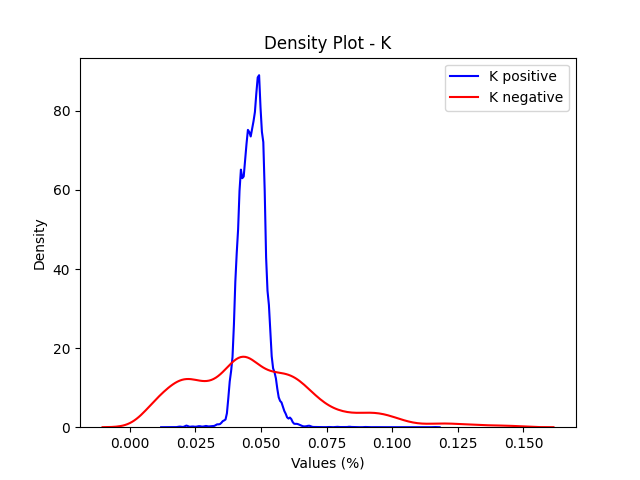 Density Plot - K
K positive
K negative
Density
80
60
40
20
0
0.000 0.025 0.050 0.075 0.100 0.125 0.150
Values (%)